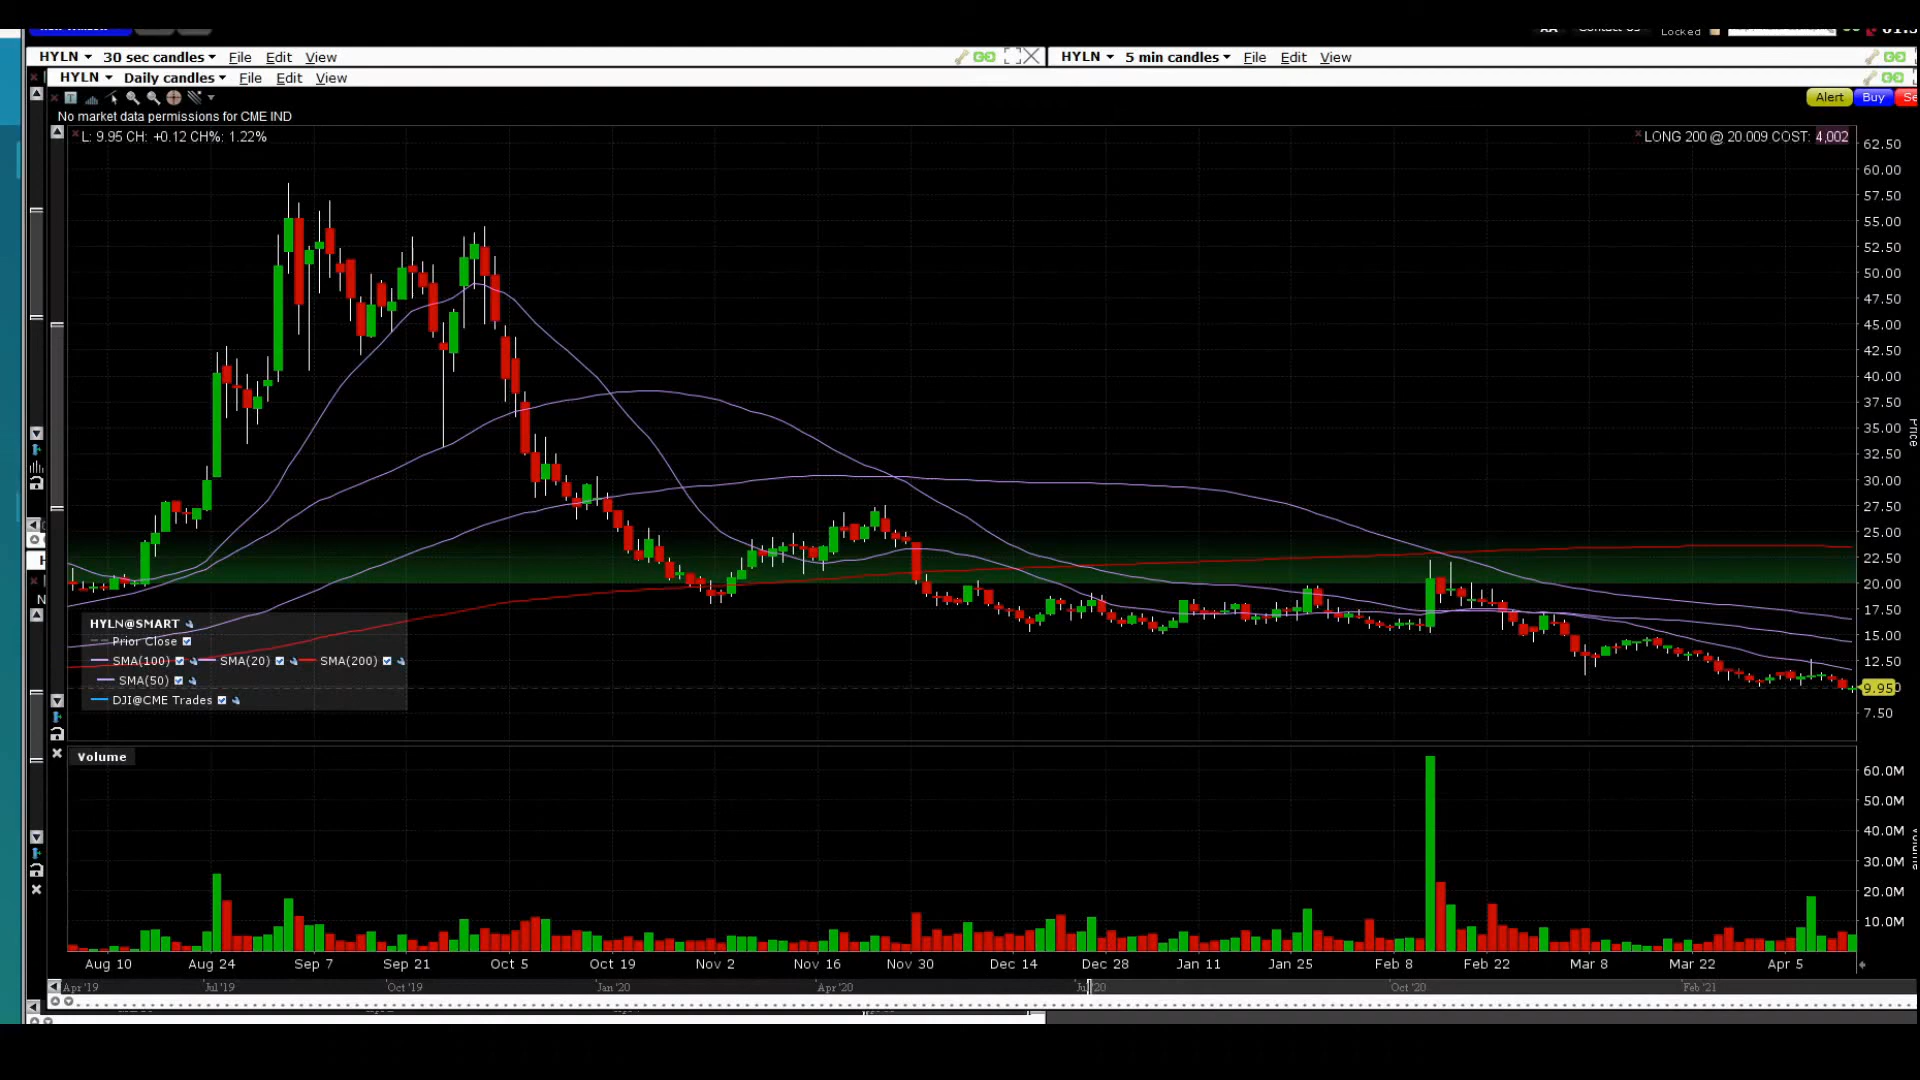 Locked
HYLN 30 sec candles File Edit View
HYLN 5 min candles File Edit View
HYLN Daily candles File Edit View
Alert Buy Se
No market data permissions for CME IND
L: 9.95 CH: +0.12 CH%: 1.22%
LONG 200 @ 20.009 COST: 4,002
62.50
60.00
57.50
55.00
52.50
50.00
47.50
45.00
42.50
40.00
37.50
35.00
Price
32.50
30.00
27.50
25.00
22.50
20.00
17.50
15.00
12.50
9.95
7.50
HYLN@SMART
Prior Close
SMA(100) SMA(20) SMA(200)
SMA(50)
DJI@CME Trades
Volume
60.0M
50.0M
40.0M
30.0M
20.0M
10.0M
Aug 10 Aug 24 Sep 7 Sep 21 Oct 5 Oct 19 Nov 2 Nov 16 Nov 30 Dec 14 Dec 28 Jan 11 Jan 25 Feb 8 Feb 22 Mar 8 Mar 22 Apr 5
Apr '19 Jul '19 Oct '19 Jan '20 Apr '20 Oct '20 Feb '21